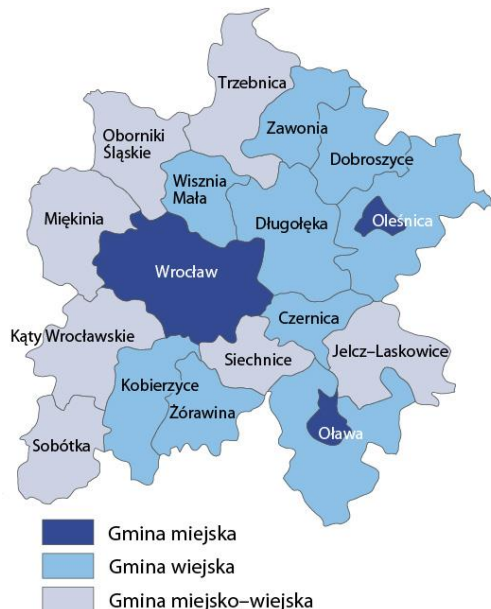 Trzebnica
Zawonia
Oborniki
Śląskie
Dobroszyce
Wisznia
Mała
Miękinia
Długołęka
Oleśnica
Wrocław
Czernica
Kąty Wrocławskie
Siechnice
Jelcz–Laskowice
Kobierzyce
Żórawina
Oława
Sobótka
Gmina miejska
Gmina wiejska
Gmina miejsko–wiejska